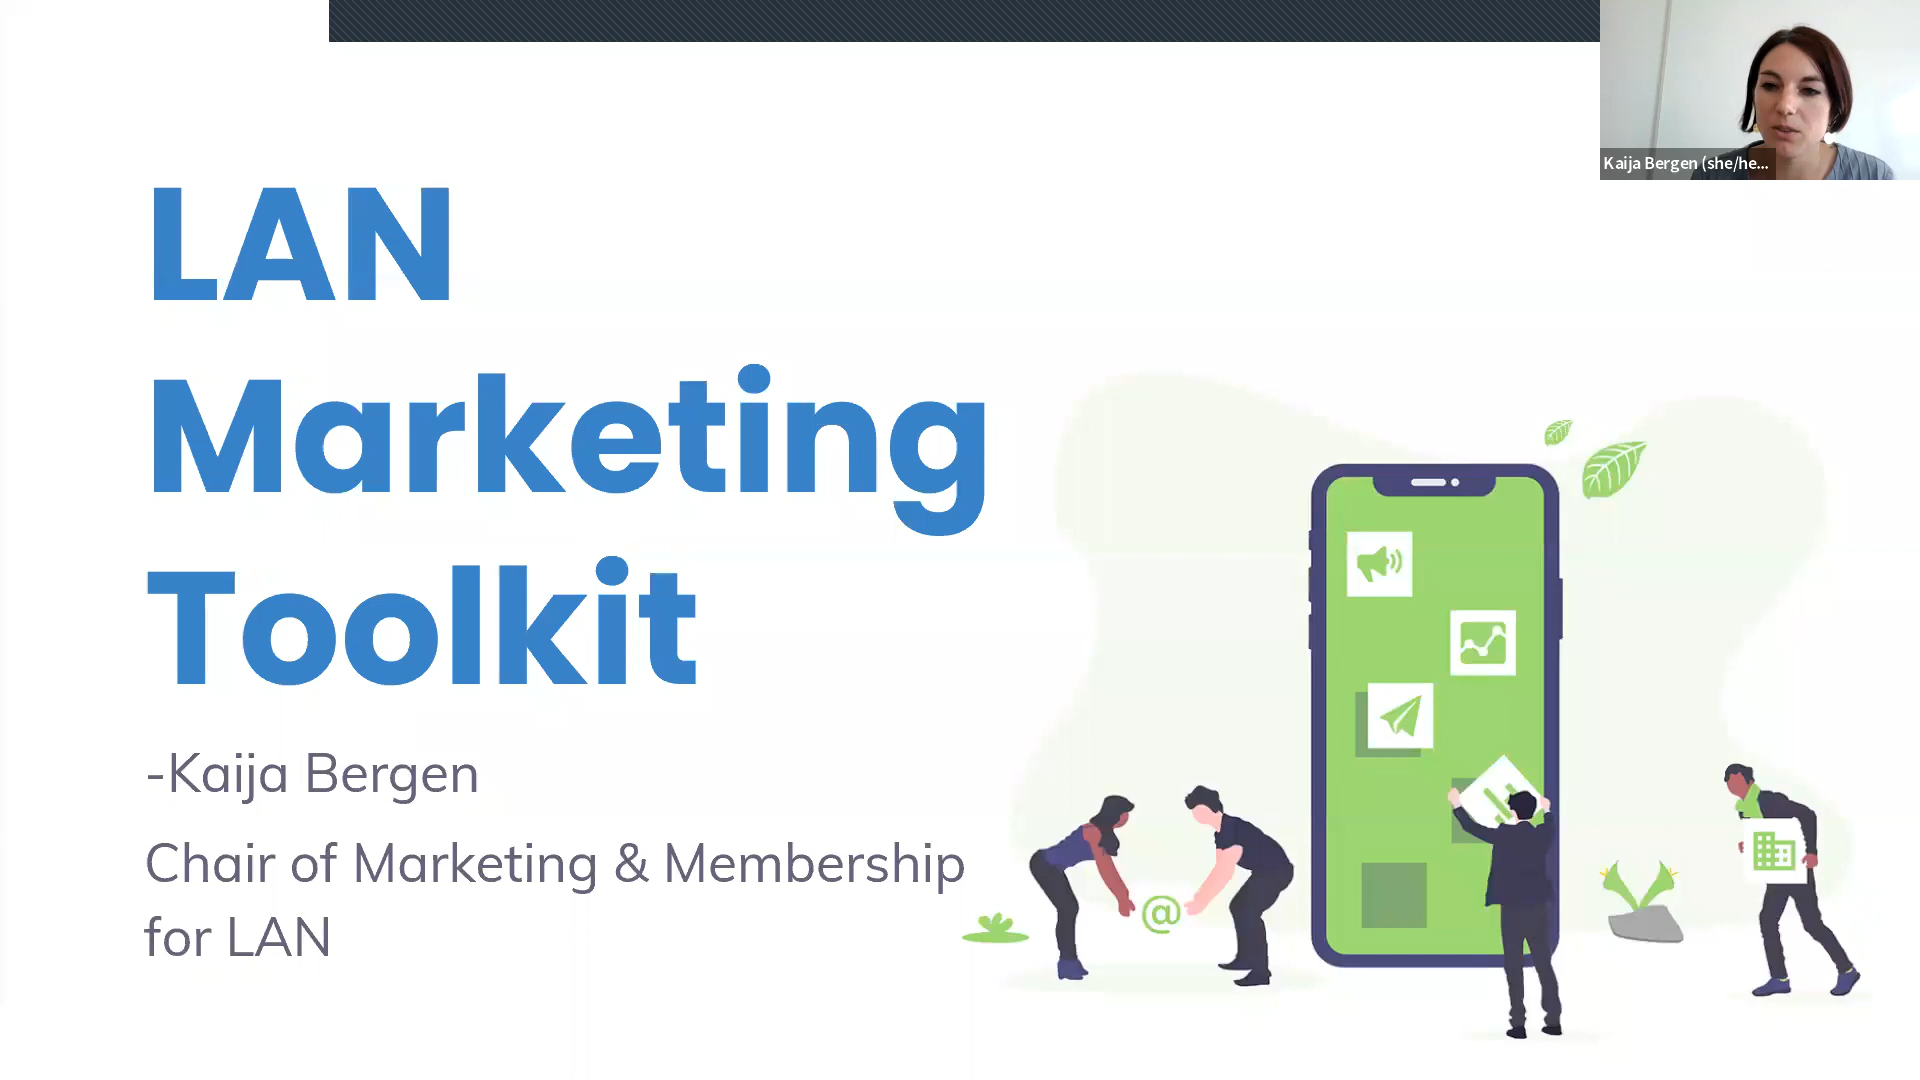 Kaija Bergen (she/he...
LAN
Marketing
Toolkit
-Kaija Bergen
Chair of Marketing & Membership
for LAN
@